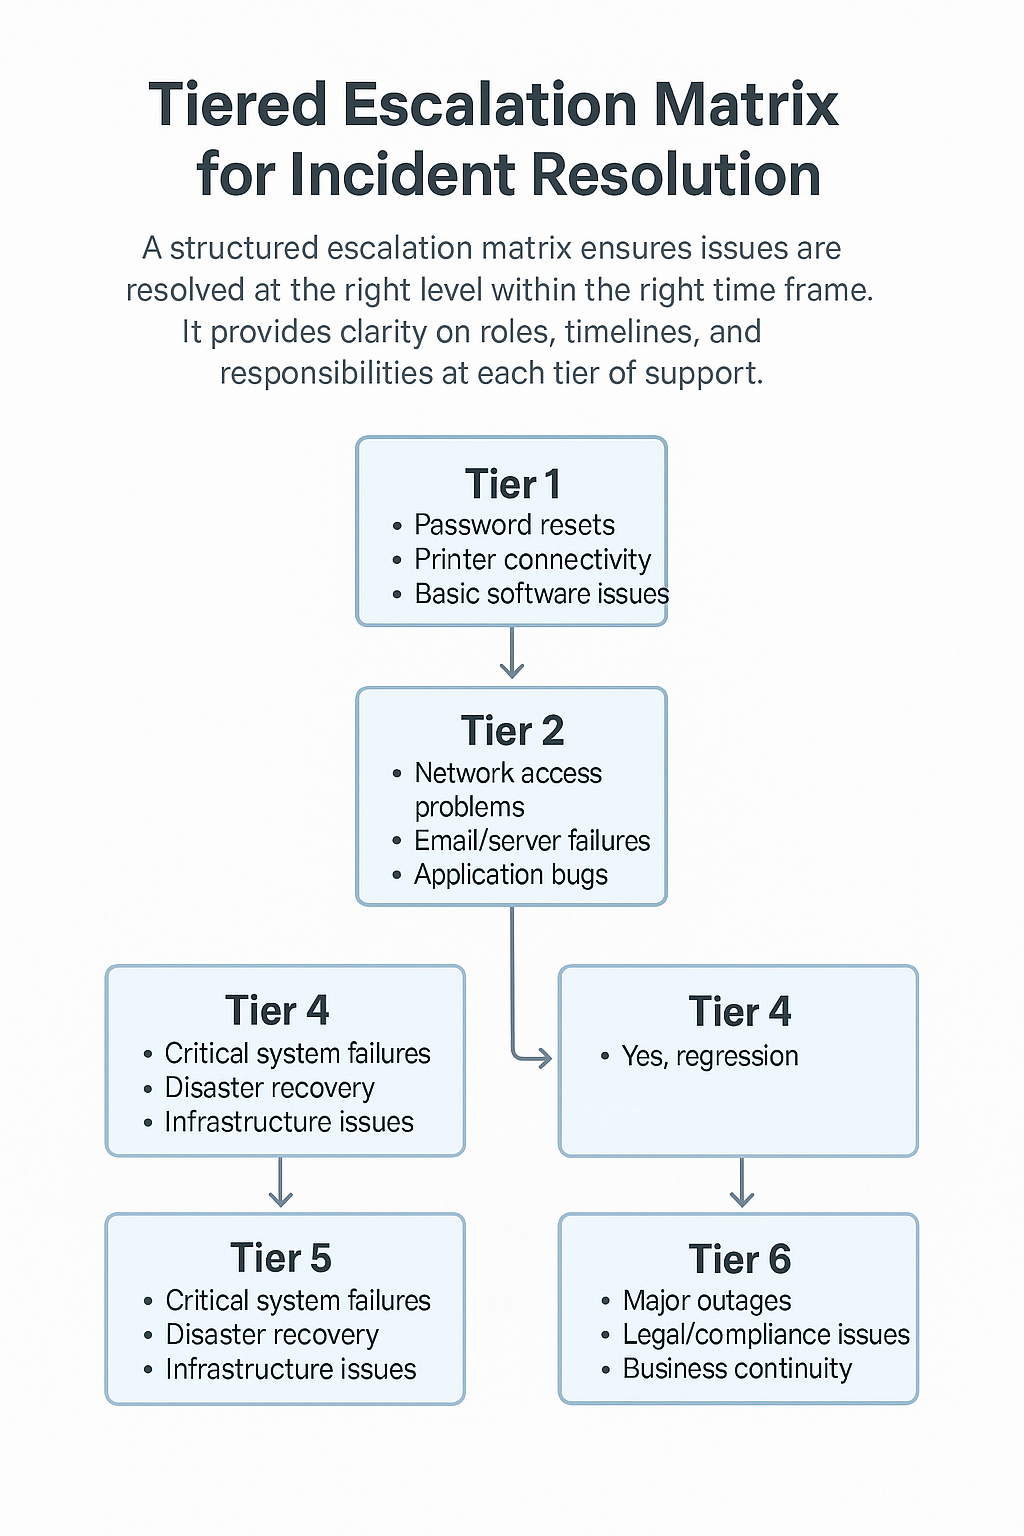 Tiered Escalation Matrix
for Incident Resolution
A structured escalation matrix ensures issues are
resolved at the right level within the right time frame.
It provides clarity on roles, timelines, and
responsibilities at each tier of support.
Tier 1
• Password resets
• Printer connectivity
• Basic software issues
Tier 2
• Network access
problems
• Email/server failures
• Application bugs
Tier 4
• Critical system failures
• Disaster recovery
• Infrastructure issues
Tier 4
• Yes, regression
Tier 5
• Critical system failures
• Disaster recovery
• Infrastructure issues
Tier 6
• Major outages
• Legal/compliance issues
• Business continuity